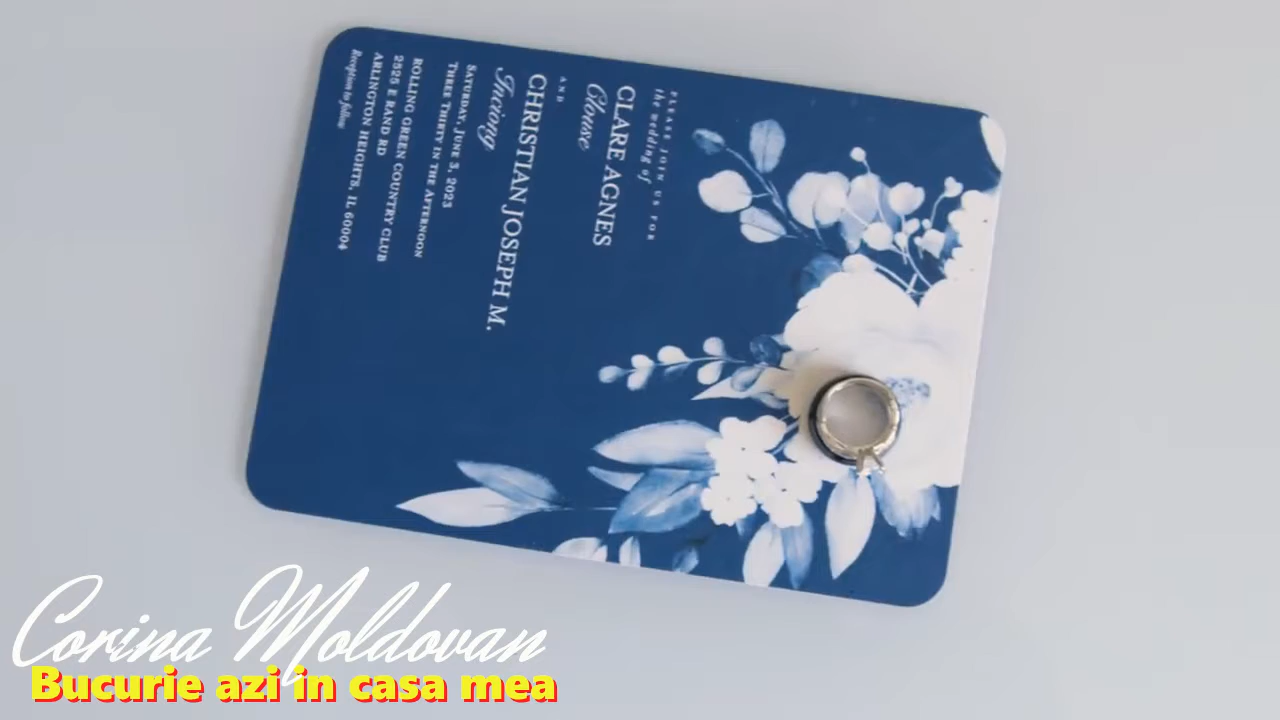 PLEASE JOIN US FOR
the wedding of
CLARE AGNES
Clouse
AND
CHRISTIAN JOSEPH M.
Inciong
SATURDAY, JUNE 3, 2023
THREE THIRTY IN THE AFTERNOON
ROLLING GREEN COUNTRY CLUB
2525 E RAND RD
ARLINGTON HEIGHTS, IL 60004
Reception to follow
Corina Moldovan
Bucurie azi in casa mea